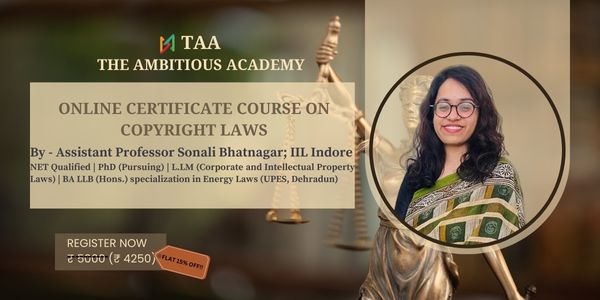 TAA
THE AMBITIOUS ACADEMY
ONLINE CERTIFICATE COURSE ON
COPYRIGHT LAWS
By - Assistant Professor Sonali Bhatnagar; IIL Indore
NET Qualified | PhD (Pursuing) | L.LM (Corporate and Intellectual Property
Laws) | BA LLB (Hons.) specialization in Energy Laws (UPES, Dehradun)
REGISTER NOW
₹ 5000 (₹ 4250)
FLAT 15% OFF!!